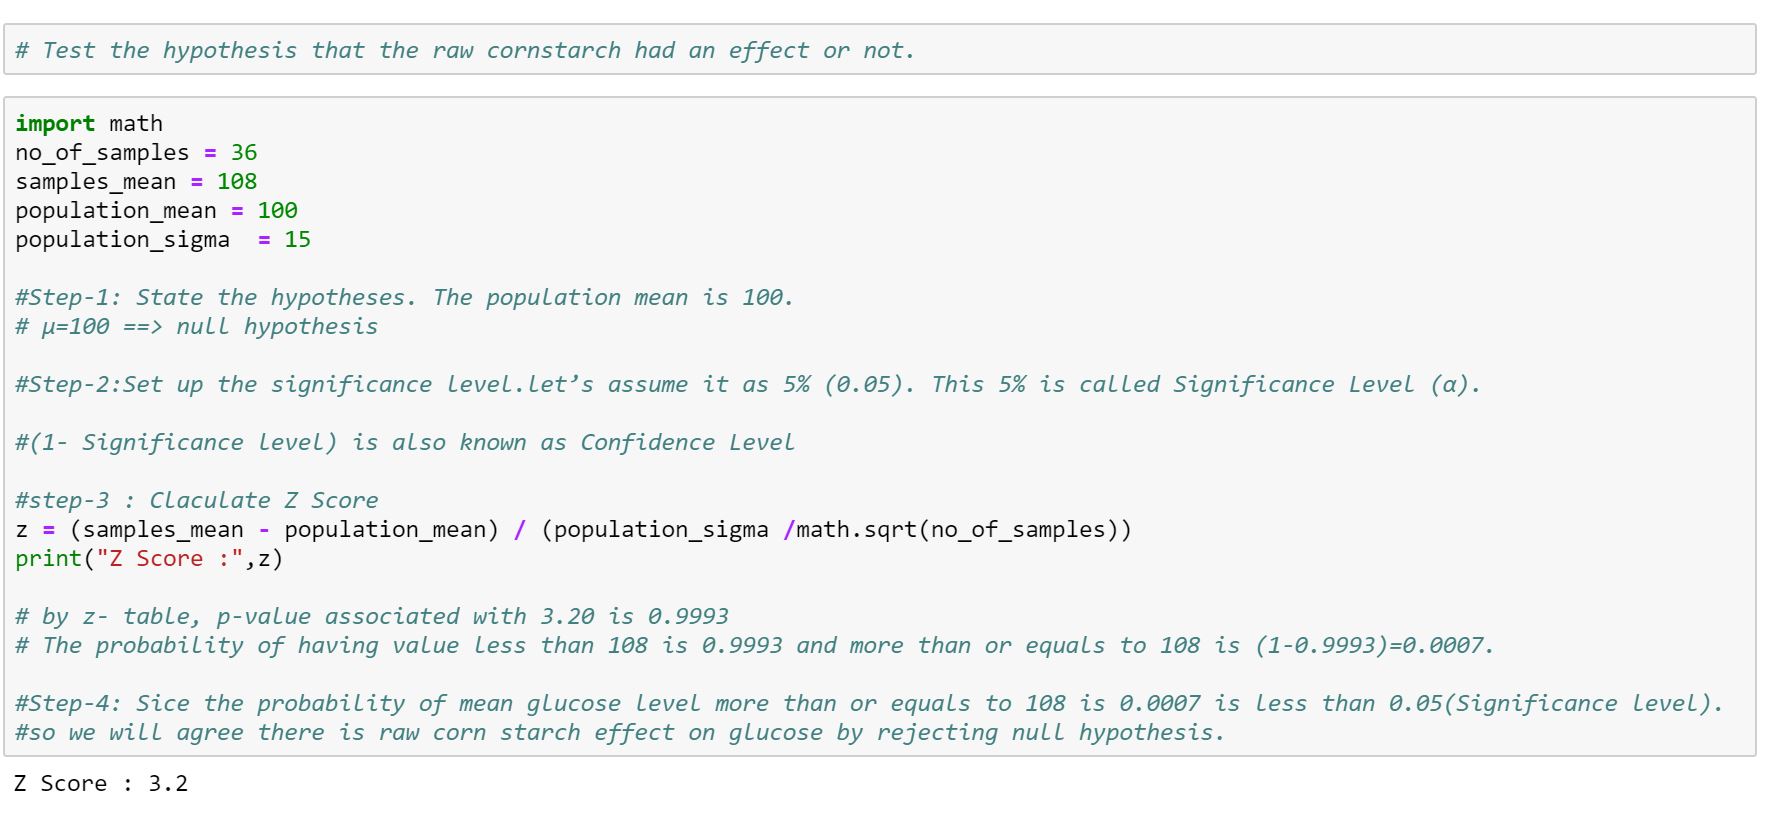 # Test the hypothesis that the raw cornstarch had an effect or not.
import math
no_of_samples = 36
samples_mean = 108
population_mean = 100
population_sigma  = 15
#Step-1: State the hypotheses. The population mean is 100.
# μ=100 ==> null hypothesis
#Step-2:Set up the significance level.let’s assume it as 5% (0.05). This 5% is called Significance Level (α).
#(1- Significance level) is also known as Confidence Level
#step-3 : Claculate Z Score
z = (samples_mean - population_mean) / (population_sigma /math.sqrt(no_of_samples))
print("Z Score :",z)
# by z- table, p-value associated with 3.20 is 0.9993
# The probability of having value less than 108 is 0.9993 and more than or equals to 108 is (1-0.9993)=0.0007.
#Step-4: Sice the probability of mean glucose level more than or equals to 108 is 0.0007 is less than 0.05(Significance level).
#so we will agree there is raw corn starch effect on glucose by rejecting null hypothesis.
Z Score : 3.2